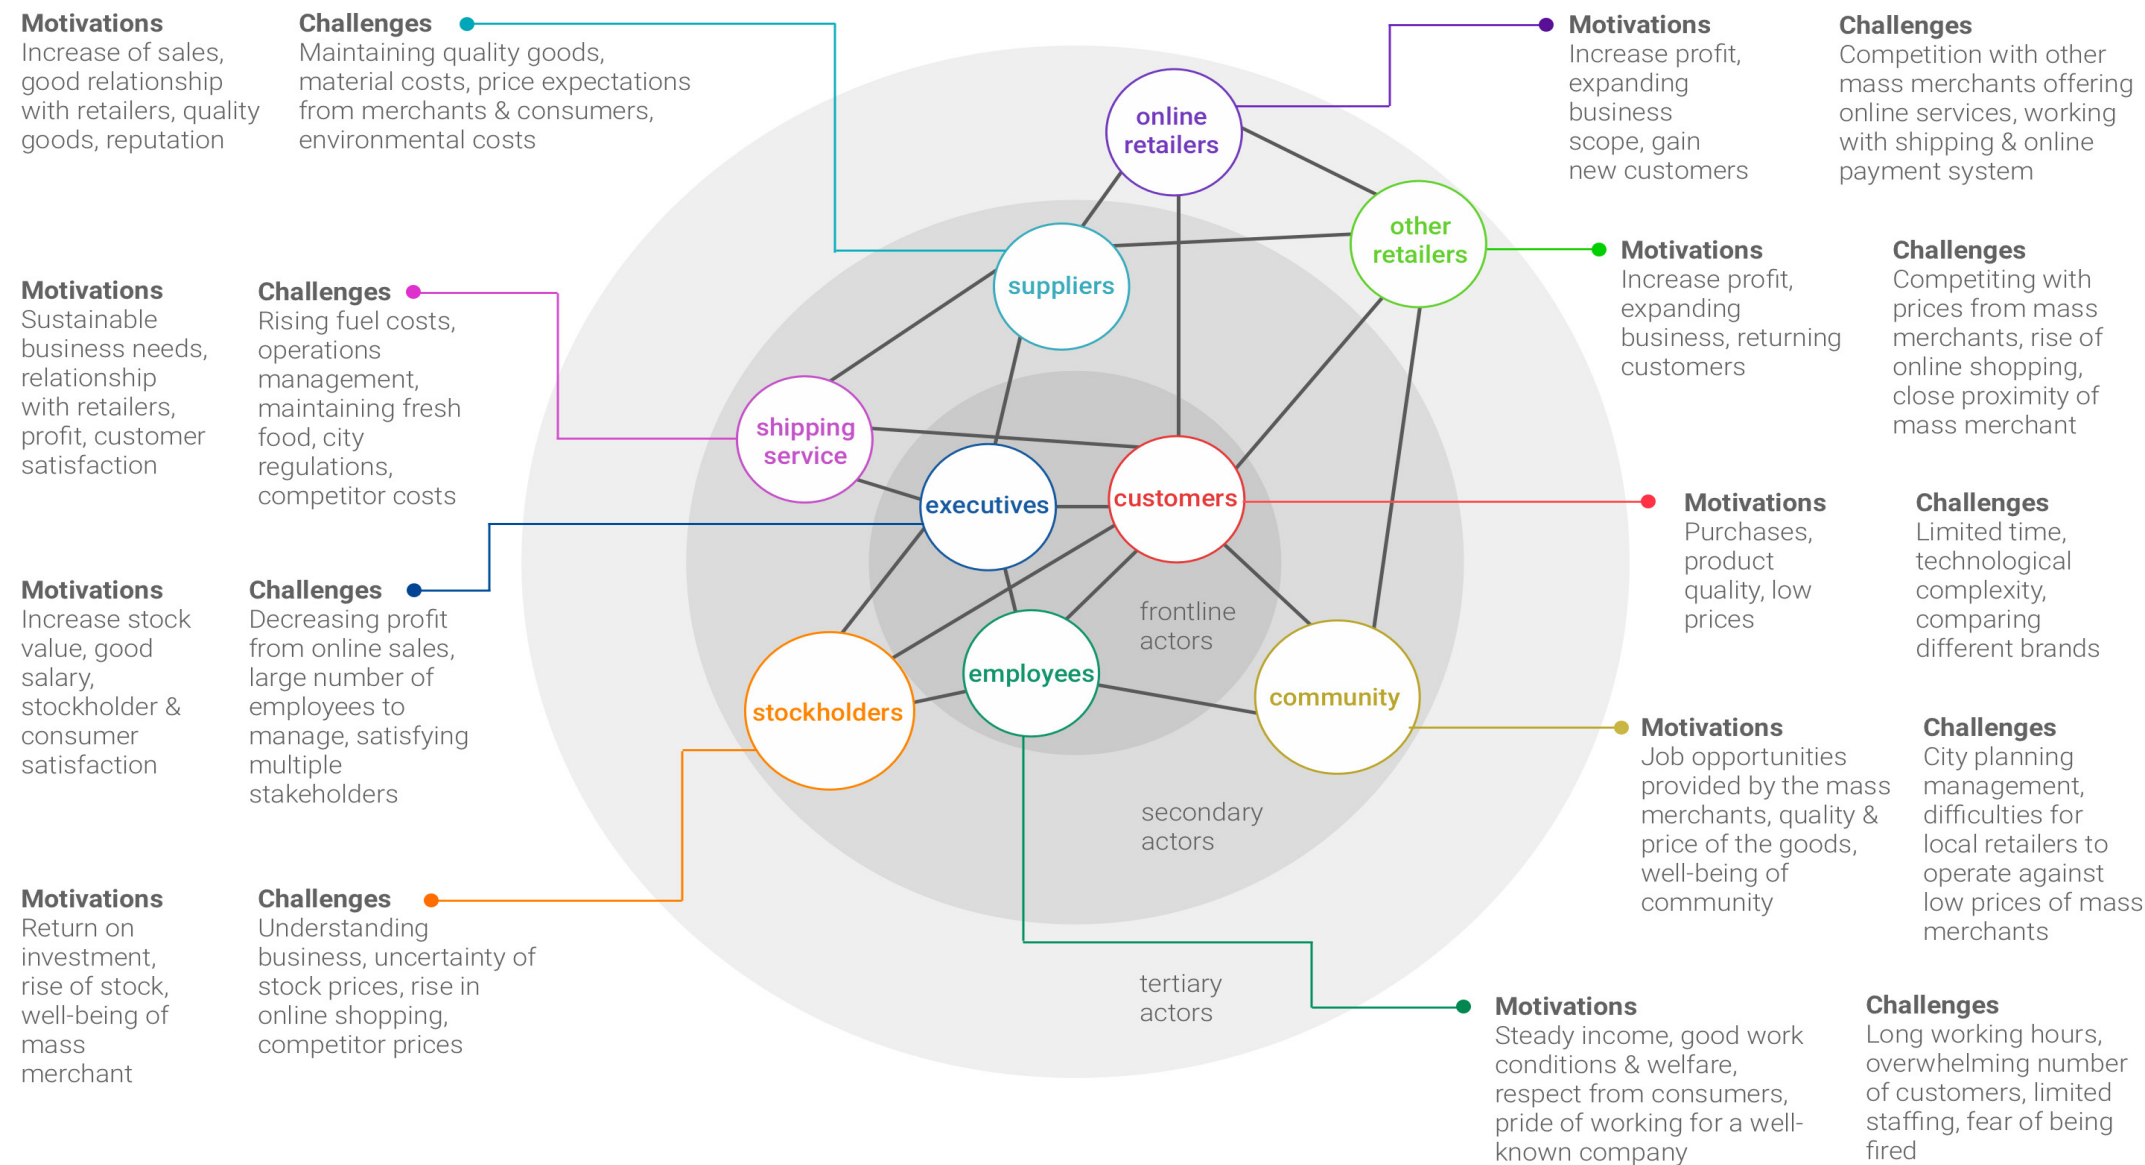 Motivations
Increase of sales,
good relationship
with retailers, quality
goods, reputation
Challenges
Maintaining quality goods,
material costs, price expectations
from merchants & consumers,
environmental costs
Motivations
Sustainable
business needs,
relationship
with retailers,
profit, customer
satisfaction
Challenges
Rising fuel costs,
operations
management,
maintaining fresh
food, city
regulations,
competitor costs
Motivations
Increase stock
value, good
salary,
stockholder &
consumer
satisfaction
Challenges
Decreasing profit
from online sales,
large number of
employees to
manage, satisfying
multiple
stakeholders
Motivations
Return on
investment,
rise of stock,
well-being of
mass
merchant
Challenges
Understanding
business, uncertainty of
stock prices, rise in
online shopping,
competitor prices
online
retailers
other
retailers
suppliers
shipping
service
executives
customers
frontline
actors
employees
community
stockholders
secondary
actors
tertiary
actors
Motivations
Increase profit,
expanding
business
scope, gain
new customers
Challenges
Competition with other
mass merchants offering
online services, working
with shipping & online
payment system
Motivations
Increase profit,
expanding
business, returning
customers
Challenges
Competiting with
prices from mass
merchants, rise of
online shopping,
close proximity of
mass merchant
Motivations
Purchases,
product
quality, low
prices
Challenges
Limited time,
technological
complexity,
comparing
different brands
Motivations
Job opportunities
provided by the mass
merchants, quality &
price of the goods,
well-being of
community
Challenges
City planning
management,
difficulties for
local retailers to
operate against
low prices of mass
merchants
Motivations
Steady income, good work
conditions & welfare,
respect from consumers,
pride of working for a well-
known company
Challenges
Long working hours,
overwhelming number
of customers, limited
staffing, fear of being
fired